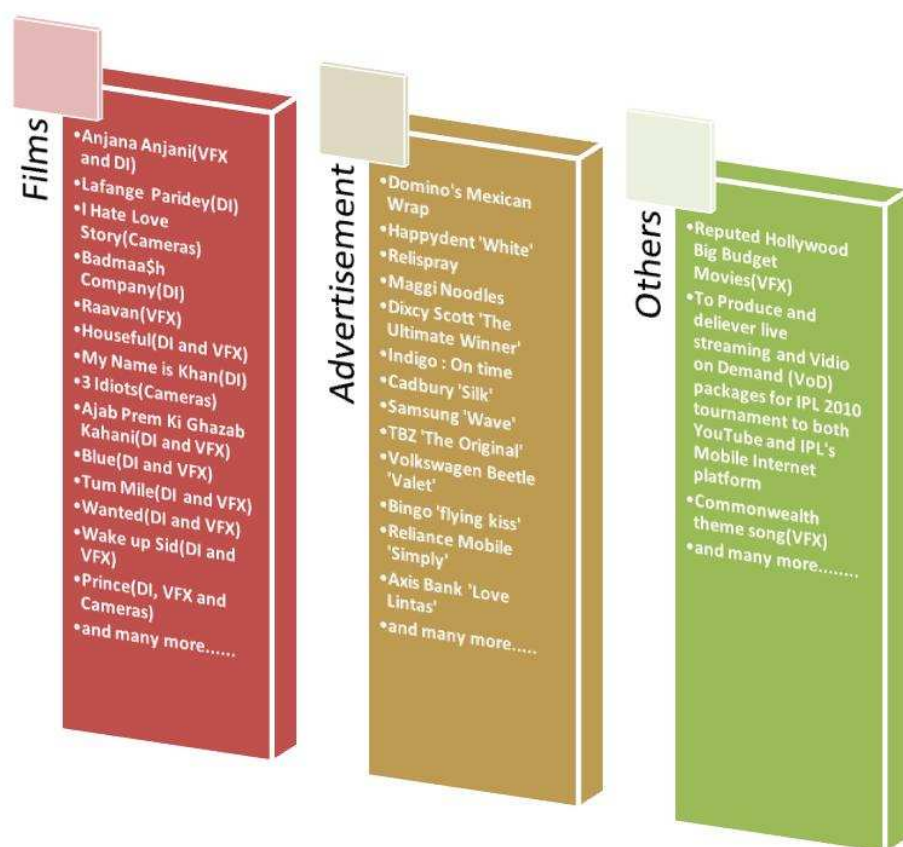 Films
•Anjana Anjani(VFX
and DI)
•Lafange Paridey(DI)
•I Hate Love
Story(Cameras)
•Badmaa$h
Company(DI)
•Raavan(VFX)
•Houseful(DI and VFX)
•My Name is Khan(DI)
•3 Idiots(Cameras)
•Ajab Prem Ki Ghazab
Kahani(DI and VFX)
•Blue(DI and VFX)
•Tum Mile(DI and VFX)
•Wanted(DI and VFX)
•Wake up Sid(DI and
VFX)
•Prince(DI, VFX and
Cameras)
•and many more......
Advertisement
•Domino's Mexican
Wrap
•Happydent 'White'
•Relispray
•Maggi Noodles
•Dixcy Scott 'The
Ultimate Winner'
•Indigo : On time
•Cadbury 'Silk'
•Samsung 'Wave'
•TBZ 'The Original'
•Volkswagen Beetle
'Valet'
•Bingo 'flying kiss'
•Reliance Mobile
'Simply'
•Axis Bank 'Love
Lintas'
•and many more.....
Others
•Reputed Hollywood
Big Budget
Movies(VFX)
•To Produce and
deliever live
streaming and Vidio
on Demand (VoD)
packages for IPL 2010
tournament to both
YouTube and IPL's
Mobile Internet
platform
•Commonwealth
theme song(VFX)
•and many more........